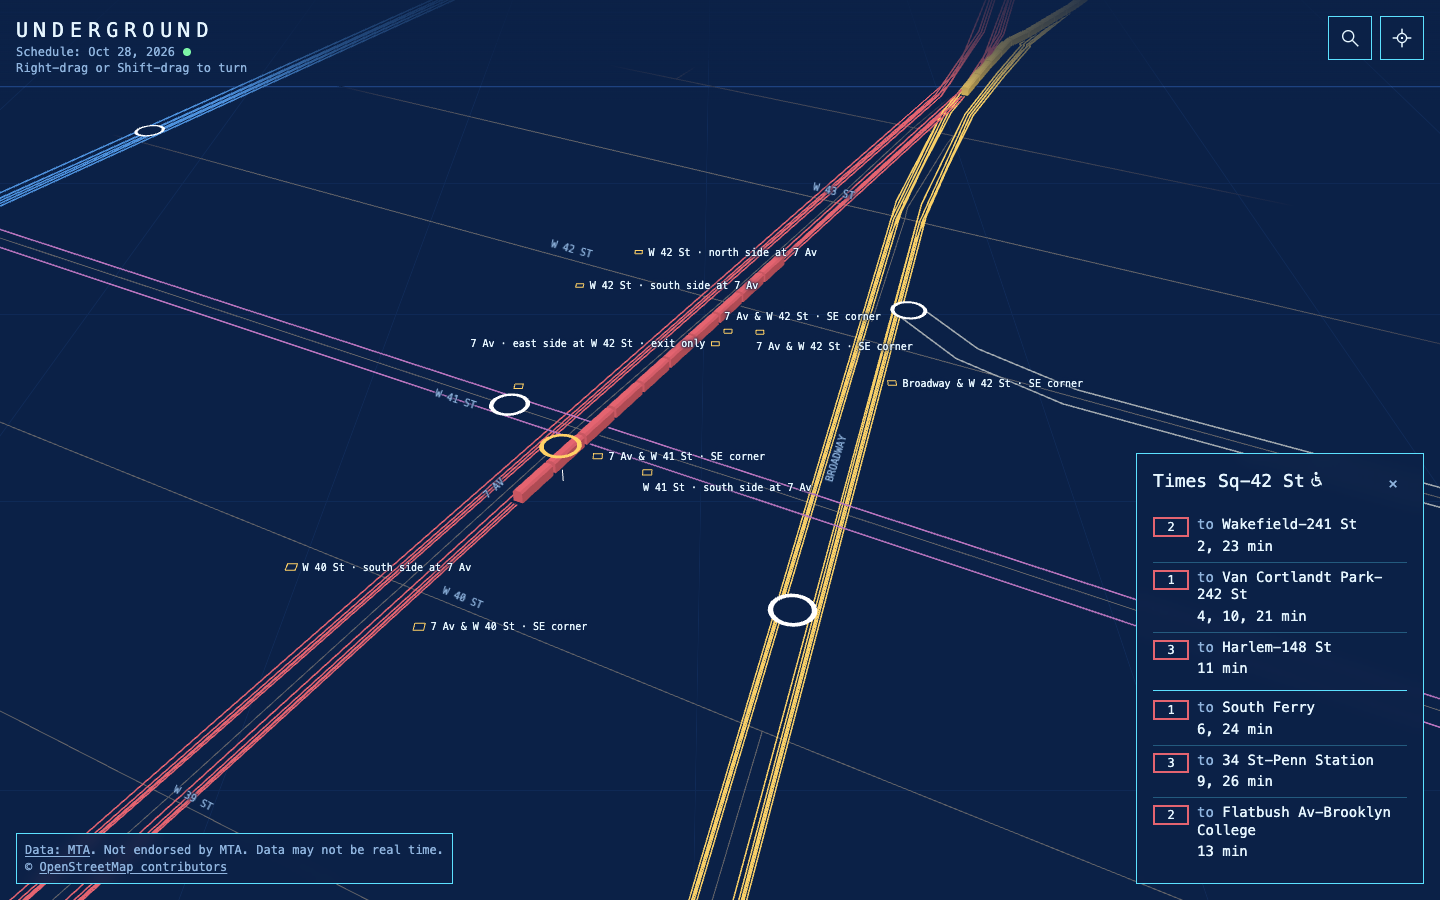 UNDERGROUND
Schedule: Oct 28, 2026
Right-drag or Shift-drag to turn
W 43 ST
W 42 ST
W 42 St · north side at 7 Av
W 42 St · south side at 7 Av
7 Av & W 42 St · SE corner
7 Av · east side at W 42 St · exit only
7 Av & W 42 St · SE corner
Broadway & W 42 St · SE corner
W 41 ST
7 Av & W 41 St · SE corner
BROADWAY
7 AV
W 41 St · south side at 7 Av
W 40 St · south side at 7 Av
W 40 ST
7 Av & W 40 St · SE corner
W 39 ST
Times Sq-42 St
×
2 to Wakefield-241 St
2, 23 min
1 to Van Cortlandt Park-
242 St
4, 10, 21 min
3 to Harlem-148 St
11 min
1 to South Ferry
6, 24 min
3 to 34 St-Penn Station
9, 26 min
2 to Flatbush Av-Brooklyn
College
13 min
Data: MTA. Not endorsed by MTA. Data may not be real time.
© OpenStreetMap contributors